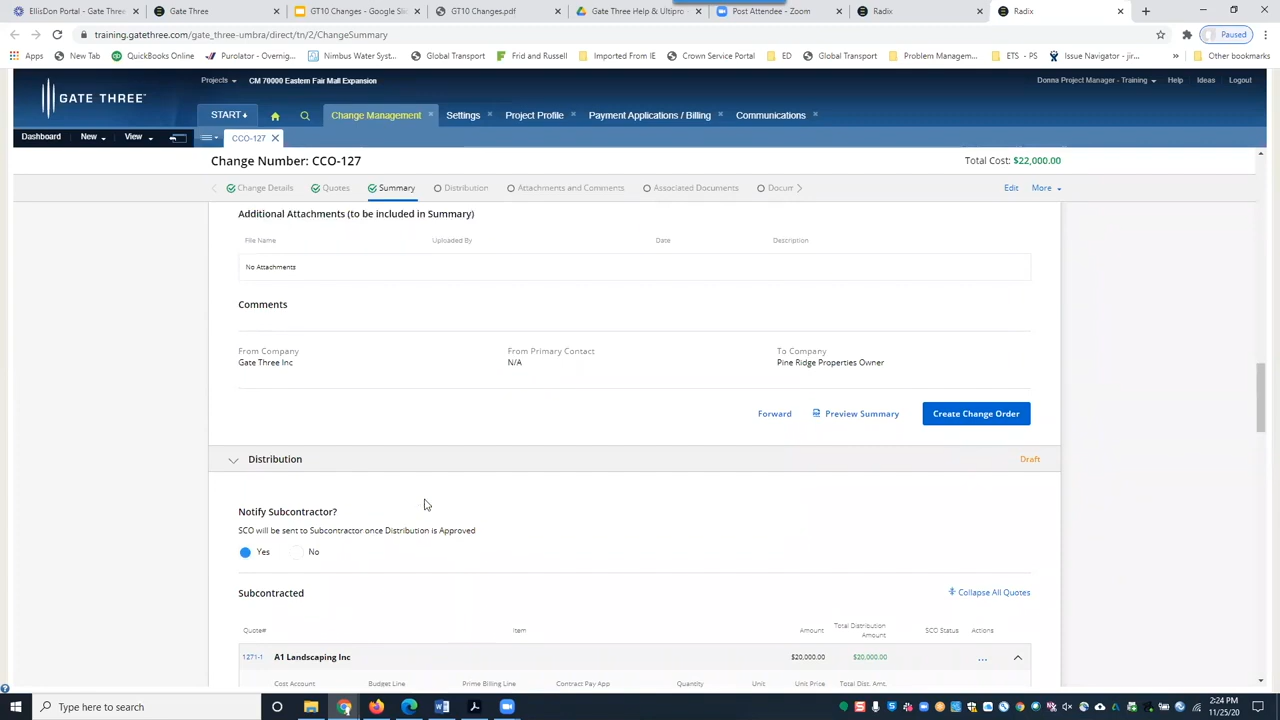 EllisDon Corporation - Calenda
Gate Three
GT10 Changes - Google Sli
GT10 Changes.pdf
Gate Three Help & Ultipro
Post Attendee - Zoom
Radix
Radix
training.gatethree.com/gate_three-umbra/direct/tn/2/ChangeSummary
Paused
Apps
New Tab
QuickBooks Online
Purolator - Overnig...
Nimbus Water Syst...
Global Transport
Frid and Russell
Imported From IE
Crown Service Portal
ED
Global Transport
Problem Managem...
ETS - PS
Issue Navigator - jir...
»
Other bookmarks
GATE THREE
Projects
CM 70000 Eastern Fair Mall Expansion
Donna Project Manager - Training
Help
Ideas
Logout
START
Change Management
Settings
Project Profile
Payment Applications / Billing
Communications
Dashboard
New
View
CCO-127
Change Number: CCO-127
Total Cost: $22,000.00
Change Details
Quotes
Summary
Distribution
Attachments and Comments
Associated Documents
Docum
Edit
More
Additional Attachments (to be included in Summary)
File Name
Uploaded By
Date
Description
No Attachments
Comments
From Company
From Primary Contact
To Company
Gate Three Inc
N/A
Pine Ridge Properties Owner
Forward
Preview Summary
Create Change Order
Distribution
Draft
Notify Subcontractor?
SCO will be sent to Subcontractor once Distribution is Approved
Yes
No
Subcontracted
Collapse All Quotes
Quote#
Item
Amount
Total Distribution
Amount
SCO Status
Actions
1271-1
A1 Landscaping Inc
$20,000.00
$20,000.00
...
Cost Account
Budget Line
Prime Billing Line
Contract Pay App
Quantity
Unit
Unit Price
Total Dist. Amt.
Type here to search
2:24 PM
11/25/20